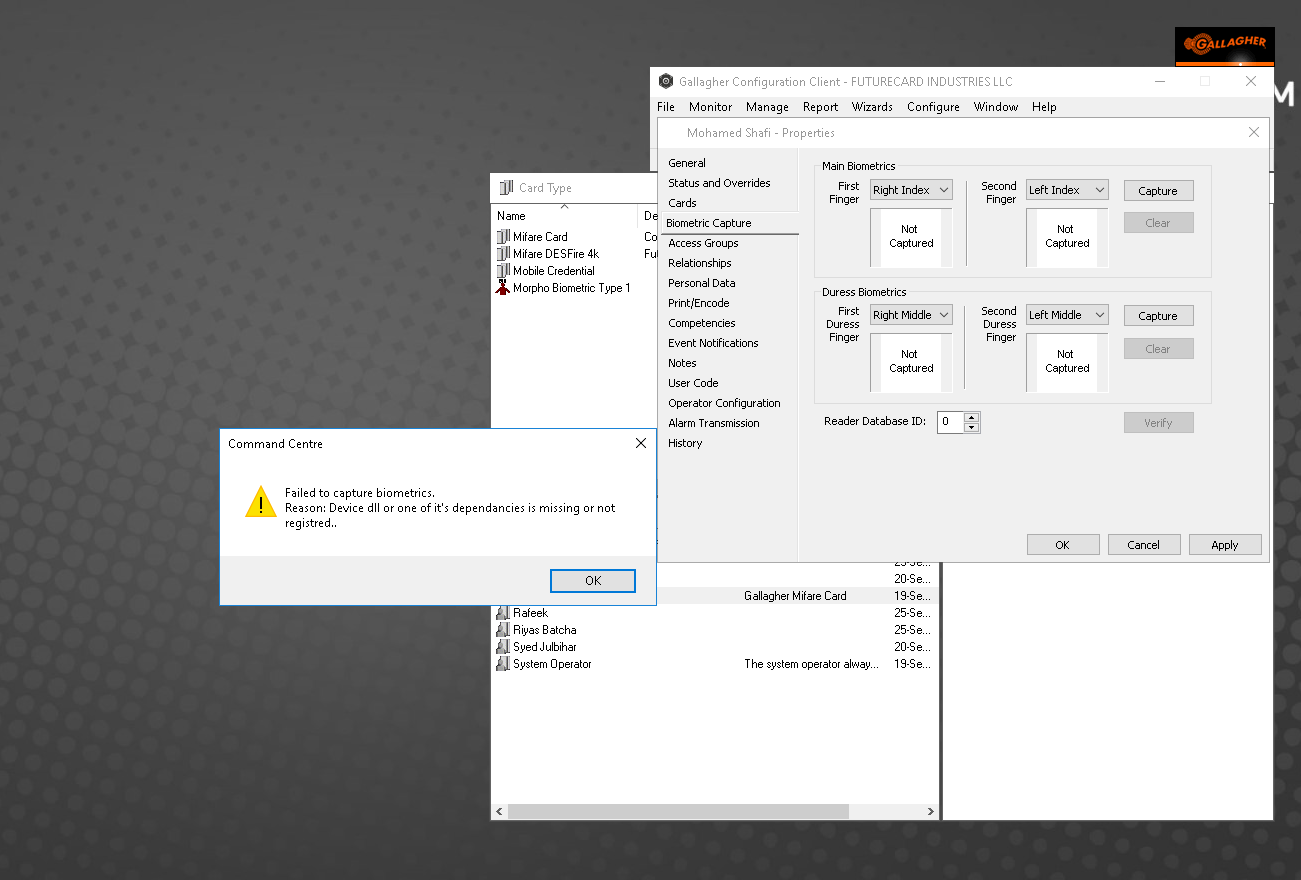 GALLAGHER
Gallagher Configuration Client - FUTURECARD INDUSTRIES LLC
M
File Monitor Manage Report Wizards Configure Window Help
Mohamed Shafi - Properties
General
Status and Overrides
Cards
Biometric Capture
Access Groups
Relationships
Personal Data
Print/Encode
Competencies
Event Notifications
Notes
User Code
Operator Configuration
Alarm Transmission
History
Main Biometrics
First
Finger
Right Index
Second
Finger
Left Index
Capture
Not
Captured
Not
Captured
Clear
Duress Biometrics
First
Duress
Finger
Right Middle
Second
Duress
Finger
Left Middle
Capture
Not
Captured
Not
Captured
Clear
Reader Database ID: 0
Verify
OK Cancel Apply
Card Type
Name De
Mifare Card Co
Mifare DESFire 4k Fu
Mobile Credential
Morpho Biometric Type 1
Command Centre
Failed to capture biometrics.
Reason: Device dll or one of it's dependancies is missing or not
registred..
OK
20-Se...
Gallagher Mifare Card 19-Se...
Rafeek 25-Se...
Riyas Batcha 25-Se...
Syed Julbihar 20-Se...
System Operator The system operator alway... 19-Se...